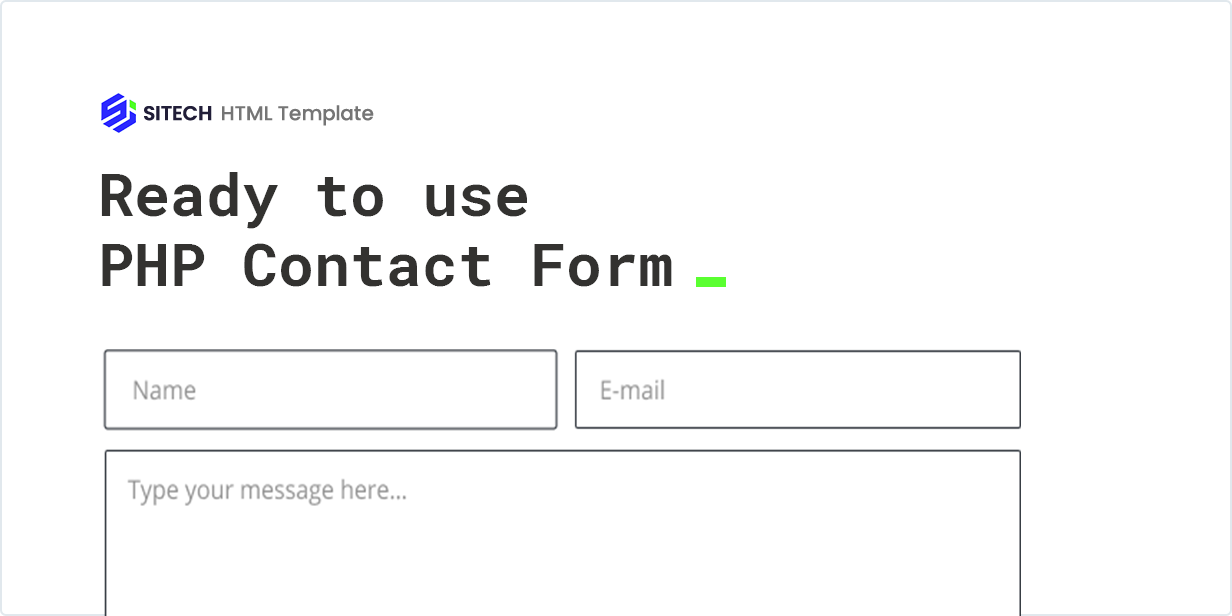 SITECH HTML Template
Ready to use
PHP Contact Form
Name E-mail
Type your message here...